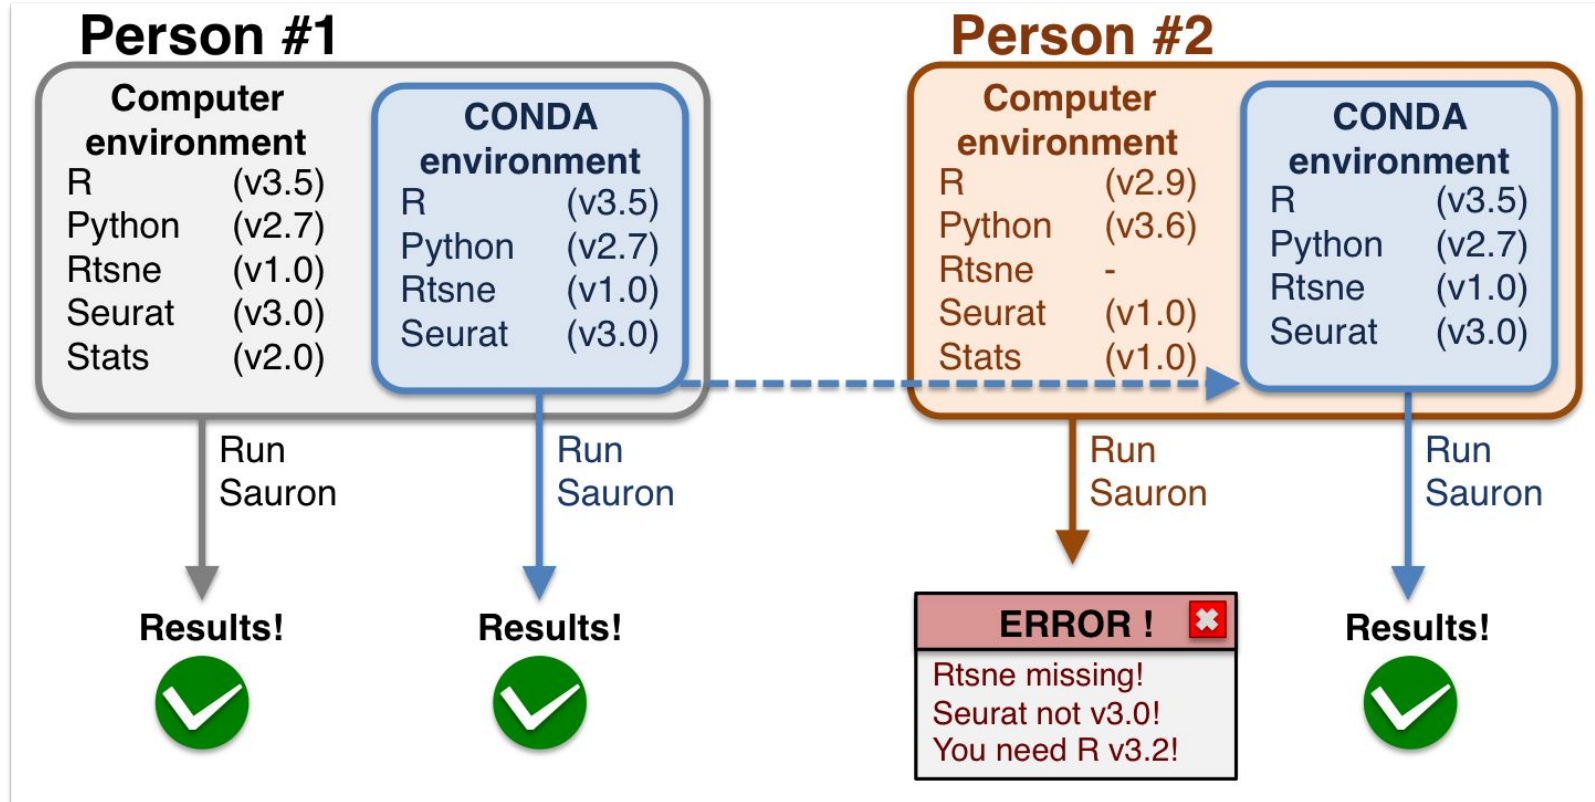 Person #1
Computer
environment
R (v3.5)
Python (v2.7)
Rtsne (v1.0)
Seurat (v3.0)
Stats (v2.0)
CONDA
environment
R (v3.5)
Python (v2.7)
Rtsne (v1.0)
Seurat (v3.0)
Run
Sauron
Run
Sauron
Results!
Results!
Person #2
Computer
environment
R (v2.9)
Python (v3.6)
Rtsne -
Seurat (v1.0)
Stats (v1.0)
CONDA
environment
R (v3.5)
Python (v2.7)
Rtsne (v1.0)
Seurat (v3.0)
Run
Sauron
Run
Sauron
ERROR !
Rtsne missing!
Seurat not v3.0!
You need R v3.2!
Results!